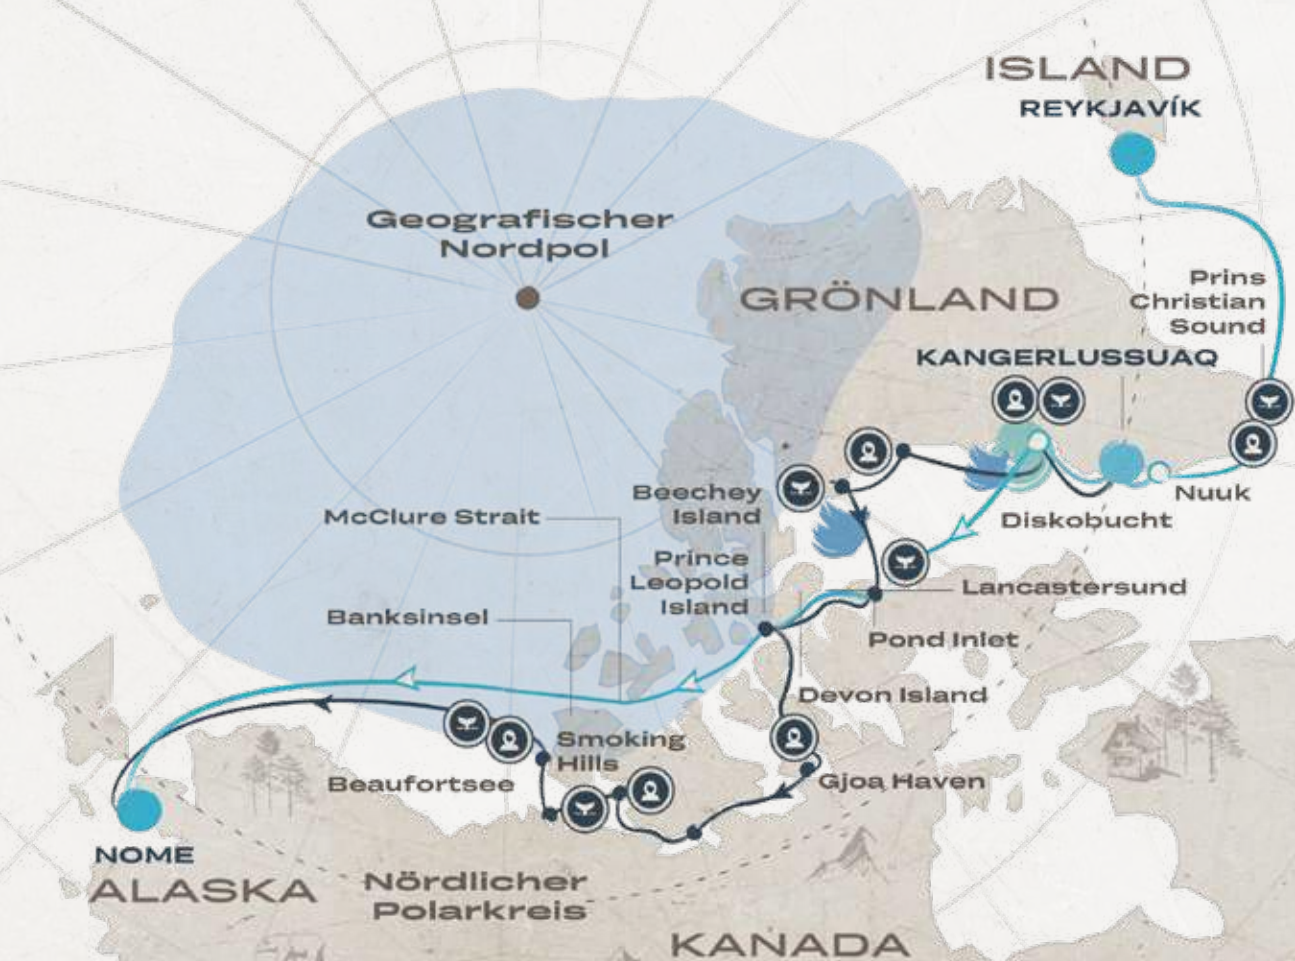 ISLAND
REYKJAVÍK
Geografischer
Nordpol
GRÖNLAND
Prins
Christian
Sound
KANGERLUSSUAQ
Beechey
Island
Nuuk
McClure Strait
Diskobucht
Prince
Leopold
Island
Lancastersund
Banksinsel
Pond Inlet
Devon Island
Smoking
Hills
Beaufortsee
Gjoa Haven
NOME
ALASKA
Nördlicher
Polarkreis
KANADA